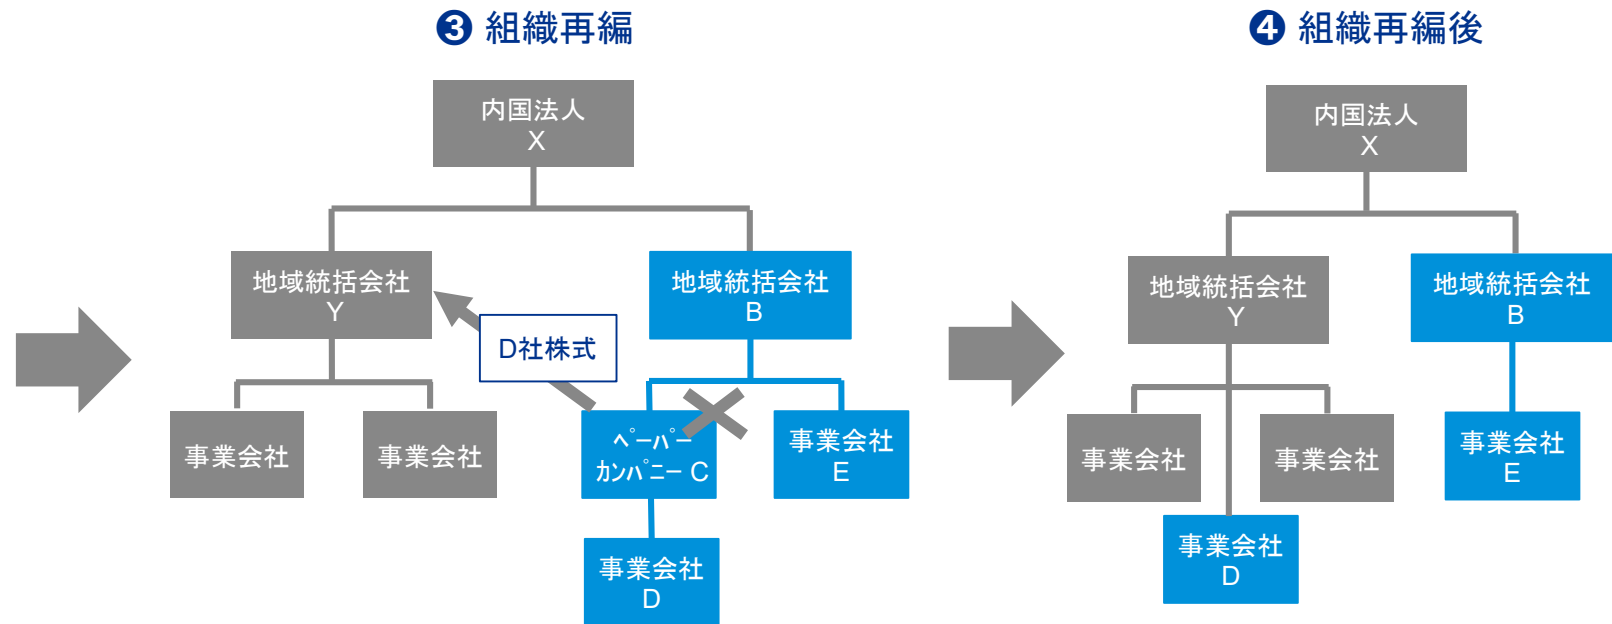 ❸ 組織再編
内国法人
X
地域統括会社
Y
地域統括会社
B
D社株式
事業会社
事業会社
ペーパー
カンパニー C
事業会社
E
事業会社
D
❹ 組織再編後
内国法人
X
地域統括会社
Y
地域統括会社
B
事業会社
事業会社
事業会社
E
事業会社
D